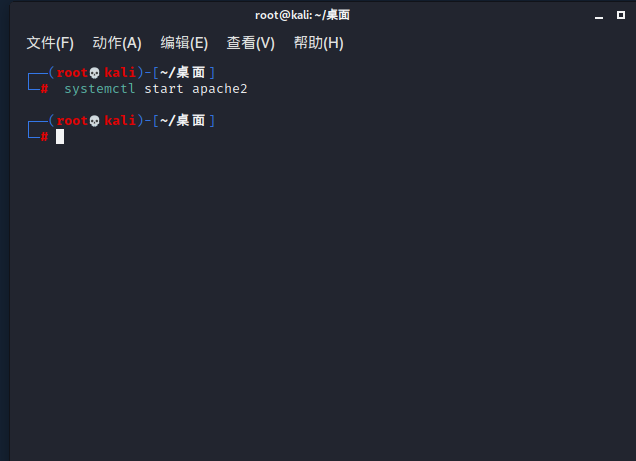 root@kali: ~/桌面
文件(F) 动作(A) 编辑(E) 查看(V) 帮助(H)
┌──(root💀kali)-[~/桌面]
└─# systemctl start apache2
┌──(root💀kali)-[~/桌面]
└─#